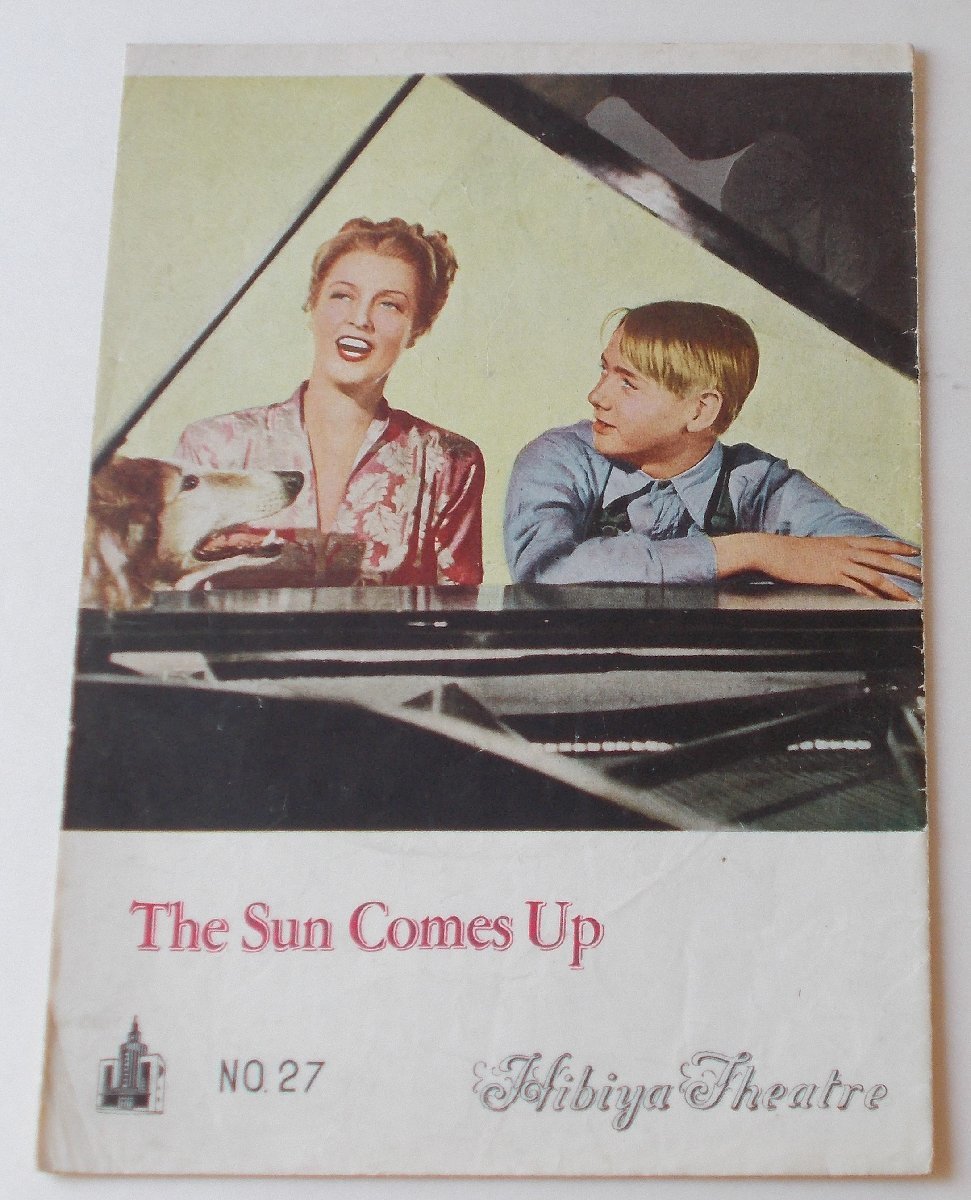 The Sun Comes Up
NO. 27
Hibiya Theatre